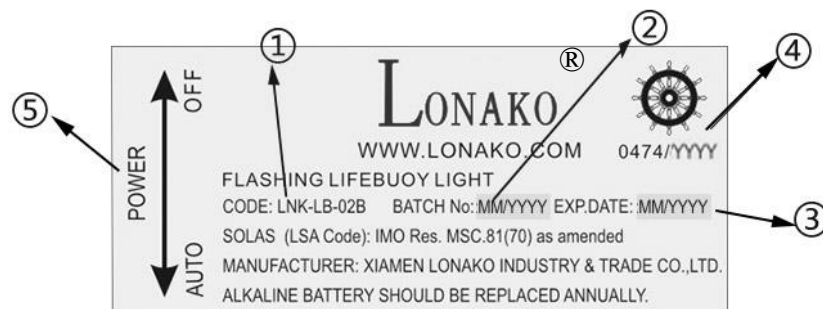 ① ② ④
⑤ ③
OFF
POWER
AUTO
LONAKO®
WWW.LONAKO.COM 0474/YYYY
FLASHING LIFEBUOY LIGHT
CODE: LNK-LB-02B BATCH No:MM/YYYY EXP.DATE: :MM/YYYY
SOLAS (LSA Code): IMO Res. MSC.81(70) as amended
MANUFACTURER: XIAMEN LONAKO INDUSTRY & TRADE CO.,LTD.
ALKALINE BATTERY SHOULD BE REPLACED ANNUALLY.